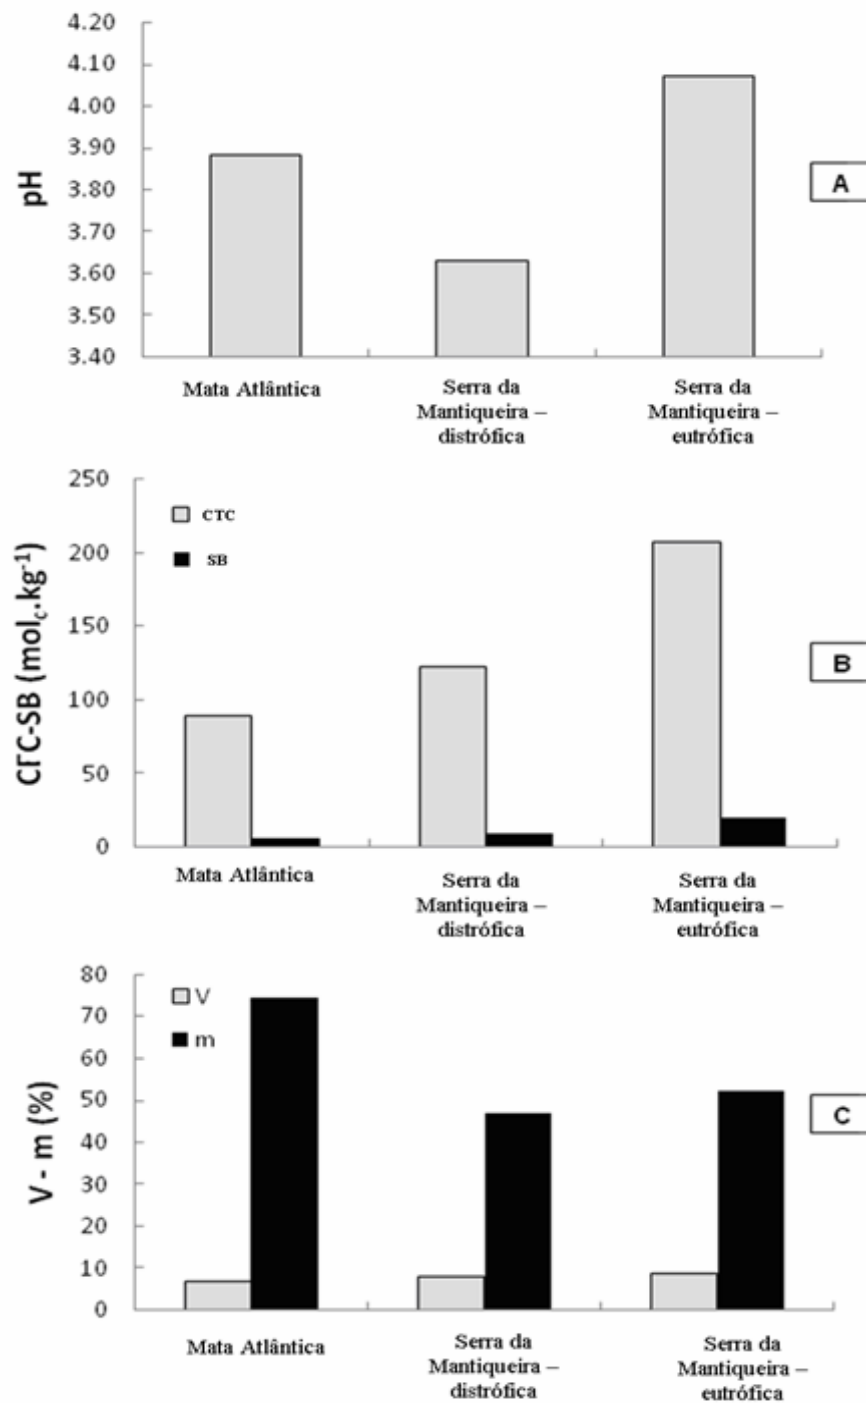 4.20
4.10
4.00
3.90
3.80
3.70
3.60
3.50
3.40
pH
A
Mata Atlântica
Serra da
Mantiqueira –
distrófica
Serra da
Mantiqueira –
eutrófica
250
200
150
100
50
0
CTC-SB (molc.kg-1)
CTC
SB
B
Mata Atlântica
Serra da
Mantiqueira –
distrófica
Serra da
Mantiqueira –
eutrófica
80
70
60
50
40
30
20
10
0
V - m (%)
V
m
C
Mata Atlântica
Serra da
Mantiqueira –
distrófica
Serra da
Mantiqueira –
eutrófica